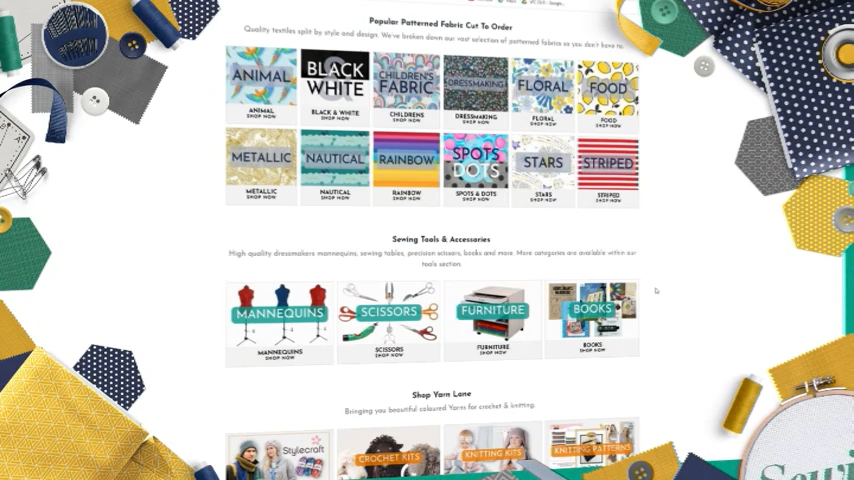 Popular Patterned Fabric Cut To Order
Quality textiles split by style and design. We've broken down our vast selection of patterned fabrics so you don't have to.
ANIMAL
BLACK
WHITE
CHILDREN'S
FABRIC
DRESSMAKING
FLORAL
FOOD
ANIMAL
SHOP NOW
BLACK & WHITE
SHOP NOW
CHILDRENS
SHOP NOW
DRESSMAKING
SHOP NOW
FLORAL
SHOP NOW
FOOD
SHOP NOW
METALLIC
NAUTICAL
RAINBOW
SPOTS
DOTS
STARS
STRIPED
METALLIC
SHOP NOW
NAUTICAL
SHOP NOW
RAINBOW
SHOP NOW
SPOTS & DOTS
SHOP NOW
STARS
SHOP NOW
STRIPED
SHOP NOW
Sewing Tools & Accessories
High quality dressmakers mannequins, sewing tables, precision scissors, books and more. More categories are available within our
tools section
MANNEQUINS
SCISSORS
FURNITURE
BOOKS
MANNEQUINS
SHOP NOW
SCISSORS
SHOP NOW
FURNITURE
SHOP NOW
BOOKS
SHOP NOW
Shop Yarn Lane
Bringing you beautiful coloured Yarns for crochet & knitting.
Stylecraft
CROCHET KITS
KNITTING KITS
KNITTING PATTERNS